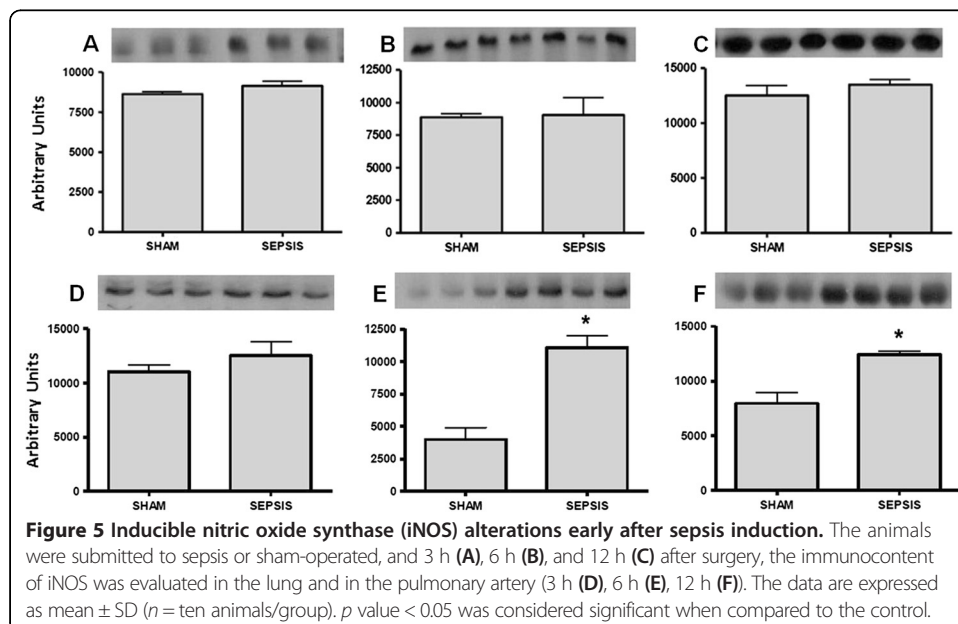 A
B
C
10000
7500
5000
2500
0
Arbitrary Units
SHAM
SEPSIS
12500
10000
7500
5000
2500
0
SHAM
SEPSIS
15000
10000
5000
0
SHAM
SEPSIS
D
E
F
15000
10000
5000
0
Arbitrary Units
SHAM
SEPSIS
12500
10000
7500
5000
2500
0
*
SHAM
SEPSIS
15000
10000
5000
0
*
SHAM
SEPSIS
Figure 5 Inducible nitric oxide synthase (iNOS) alterations early after sepsis induction. The animals
were submitted to sepsis or sham-operated, and 3 h (A), 6 h (B), and 12 h (C) after surgery, the immunocontent
of iNOS was evaluated in the lung and in the pulmonary artery (3 h (D), 6 h (E), 12 h (F)). The data are expressed
as mean ± SD (n = ten animals/group). p value < 0.05 was considered significant when compared to the control.